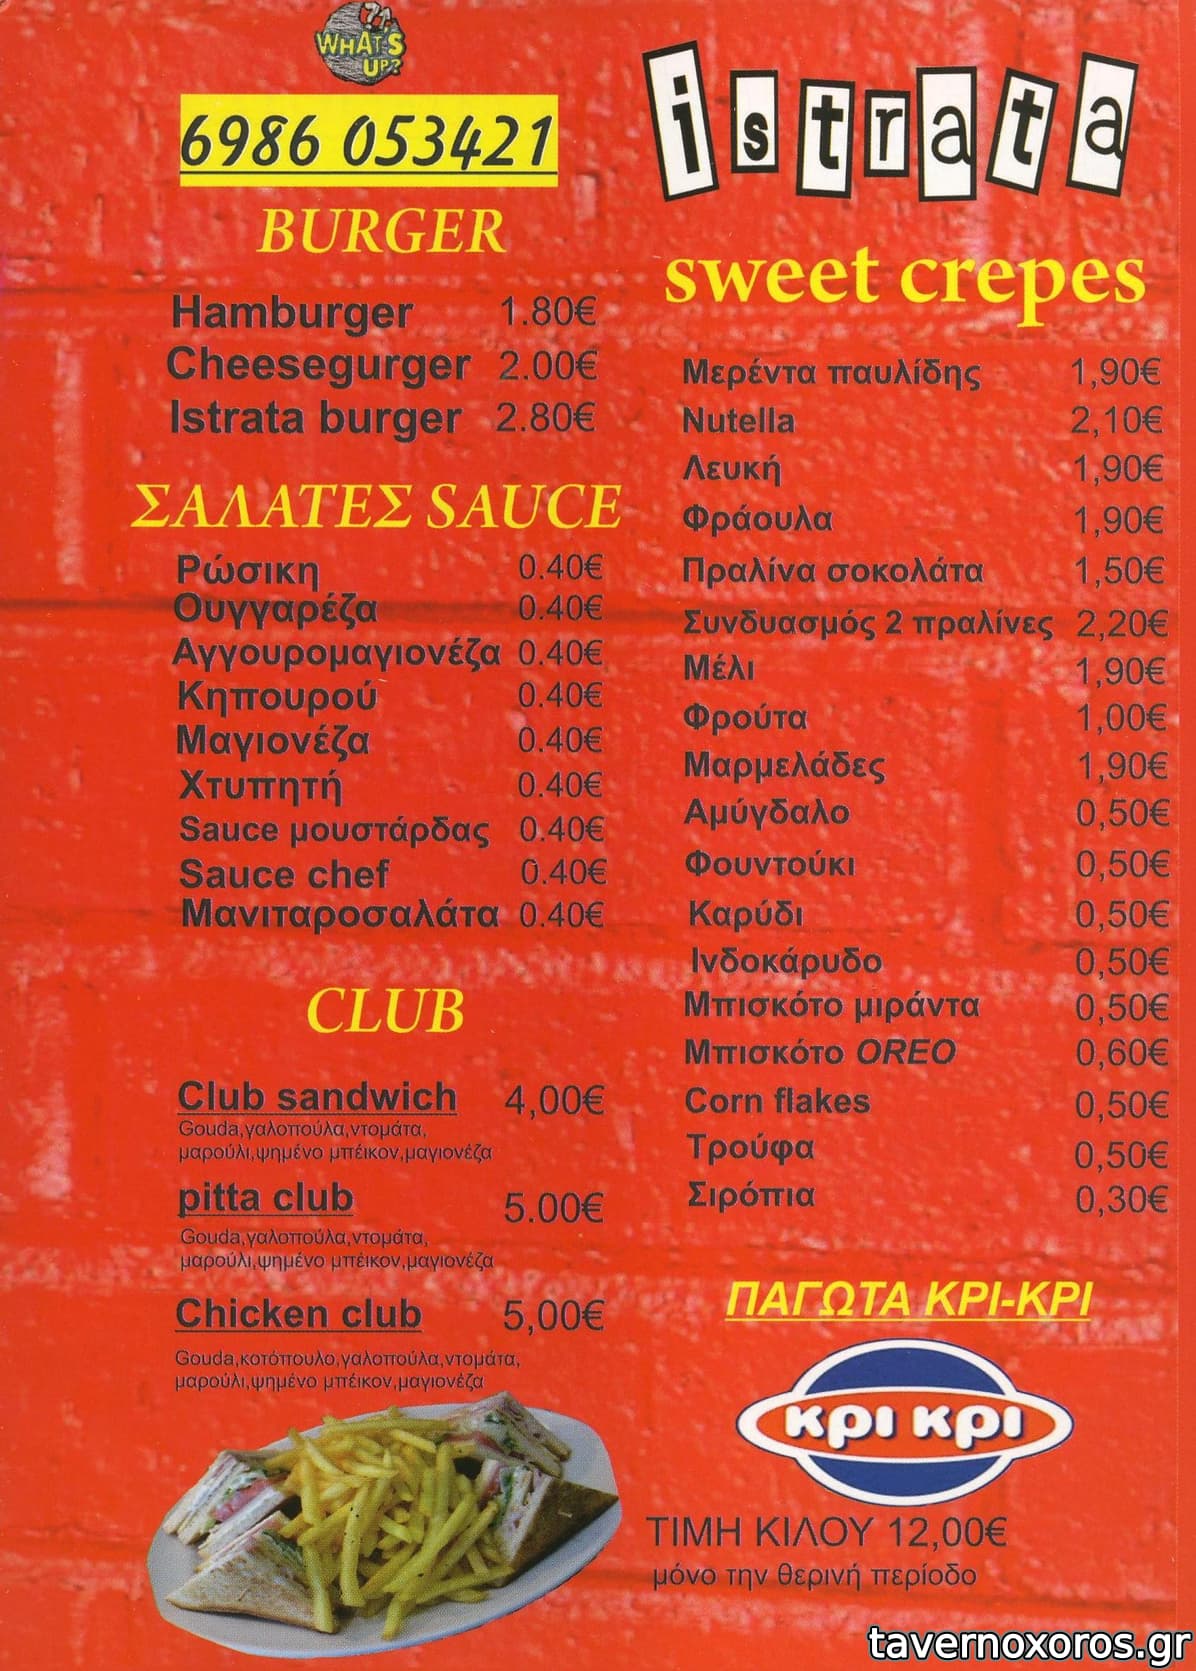 WHAT'S
UP?
6986 053421
BURGER
Hamburger 1.80€
Cheesegurger 2.00€
Istrata burger 2.80€
ΣΑΛΑΤΕΣ SAUCE
Ρώσικη 0.40€
Ουγγαρέζα 0.40€
Αγγουρομαγιονέζα 0.40€
Κηπουρού 0.40€
Μαγιονέζα 0.40€
Χτυπητή 0.40€
Sauce μουστάρδας 0.40€
Sauce chef 0.40€
Μανιταροσαλάτα 0.40€
CLUB
Club sandwich 4,00€
Gouda,γαλοπούλα,ντομάτα,
μαρούλι,ψημένο μπέικον,μαγιονέζα
pitta club 5.00€
Gouda,γαλοπούλα,ντομάτα,
μαρούλι,ψημένο μπέικον,μαγιονέζα
Chicken club 5,00€
Gouda,κοτόπουλο,γαλοπούλα,ντομάτα,
μαρούλι,ψημένο μπέικον,μαγιονέζα
istrata
sweet crepes
Μερέντα παυλίδης 1,90€
Nutella 2,10€
Λευκή 1,90€
Φράουλα 1,90€
Πραλίνα σοκολάτα 1,50€
Συνδυασμός 2 πραλίνες 2,20€
Μέλι 1,90€
Φρούτα 1,00€
Μαρμελάδες 1,90€
Αμύγδαλο 0,50€
Φουντούκι 0,50€
Καρύδι 0,50€
Ινδοκάρυδο 0,50€
Μπισκότο μιράντα 0,50€
Μπισκότο OREO 0,60€
Corn flakes 0,50€
Τρούφα 0,50€
Σιρόπια 0,30€
ΠΑΓΩΤΑ ΚΡΙ-ΚΡΙ
κρι κρι
ΤΙΜΗ ΚΙΛΟΥ 12,00€
μόνο την θερινή περίοδο
tavernoxoros.gr